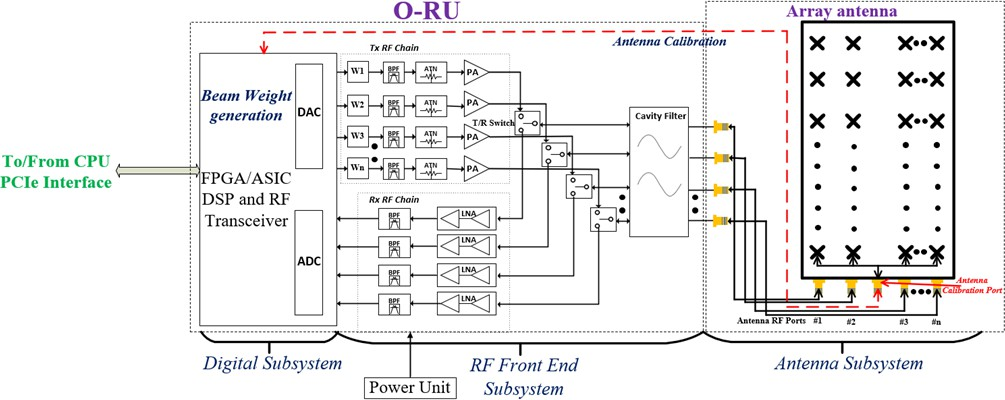 O-RU
Array antenna
Antenna Calibration
Tx RF Chain
Beam Weight
generation
DAC
W1
BPF
ATN
PA
W2
BPF
ATN
PA
T/R Switch
W3
BPF
ATN
PA
Wn
BPF
ATN
PA
Cavity Filter
To/From CPU
PCIe Interface
FPGA/ASIC
DSP and RF
Transceiver
Rx RF Chain
ADC
BPF
LNA
BPF
LNA
BPF
LNA
BPF
LNA
Antenna
Calibration Port
Antenna RF Ports
#1
#2
#3
#n
Digital Subsystem
RF Front End
Subsystem
Antenna Subsystem
Power Unit